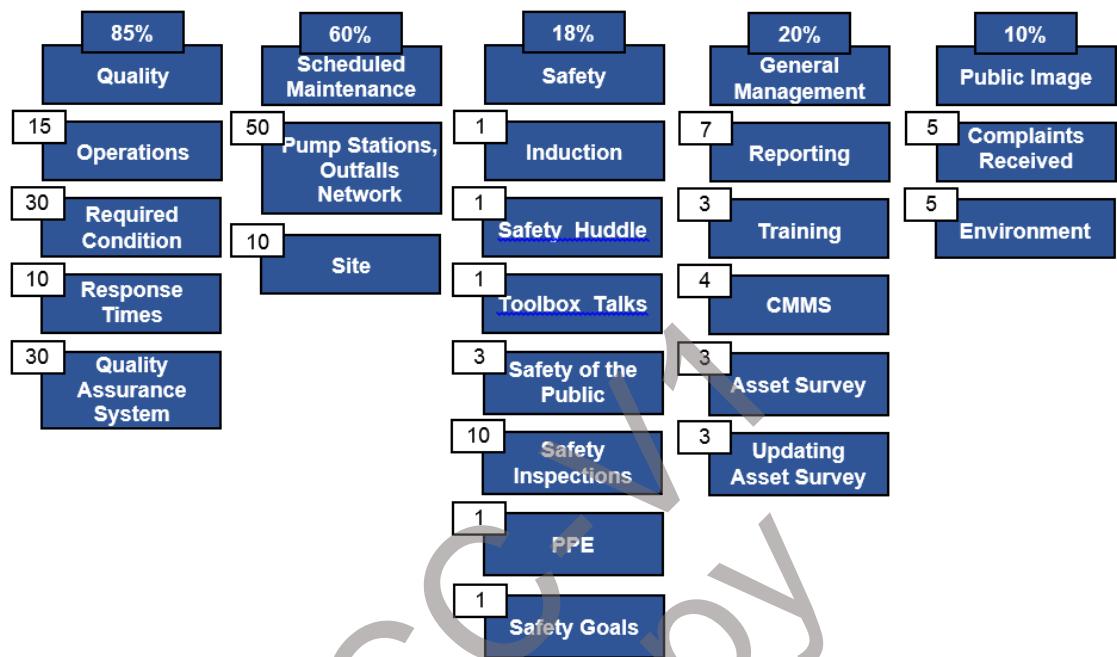 85%
Quality
15
Operations
30
Required
Condition
10
Response
Times
30
Quality
Assurance
System
60%
Scheduled
Maintenance
50
Pump Stations,
Outfalls
Network
10
Site
18%
Safety
1
Induction
1
Safety Huddle
1
Toolbox Talks
3
Safety of the
Public
10
Safety
Inspections
1
PPE
1
Safety Goals
20%
General
Management
7
Reporting
3
Training
4
CMMS
3
Asset Survey
3
Updating
Asset Survey
10%
Public Image
5
Complaints
Received
5
Environment